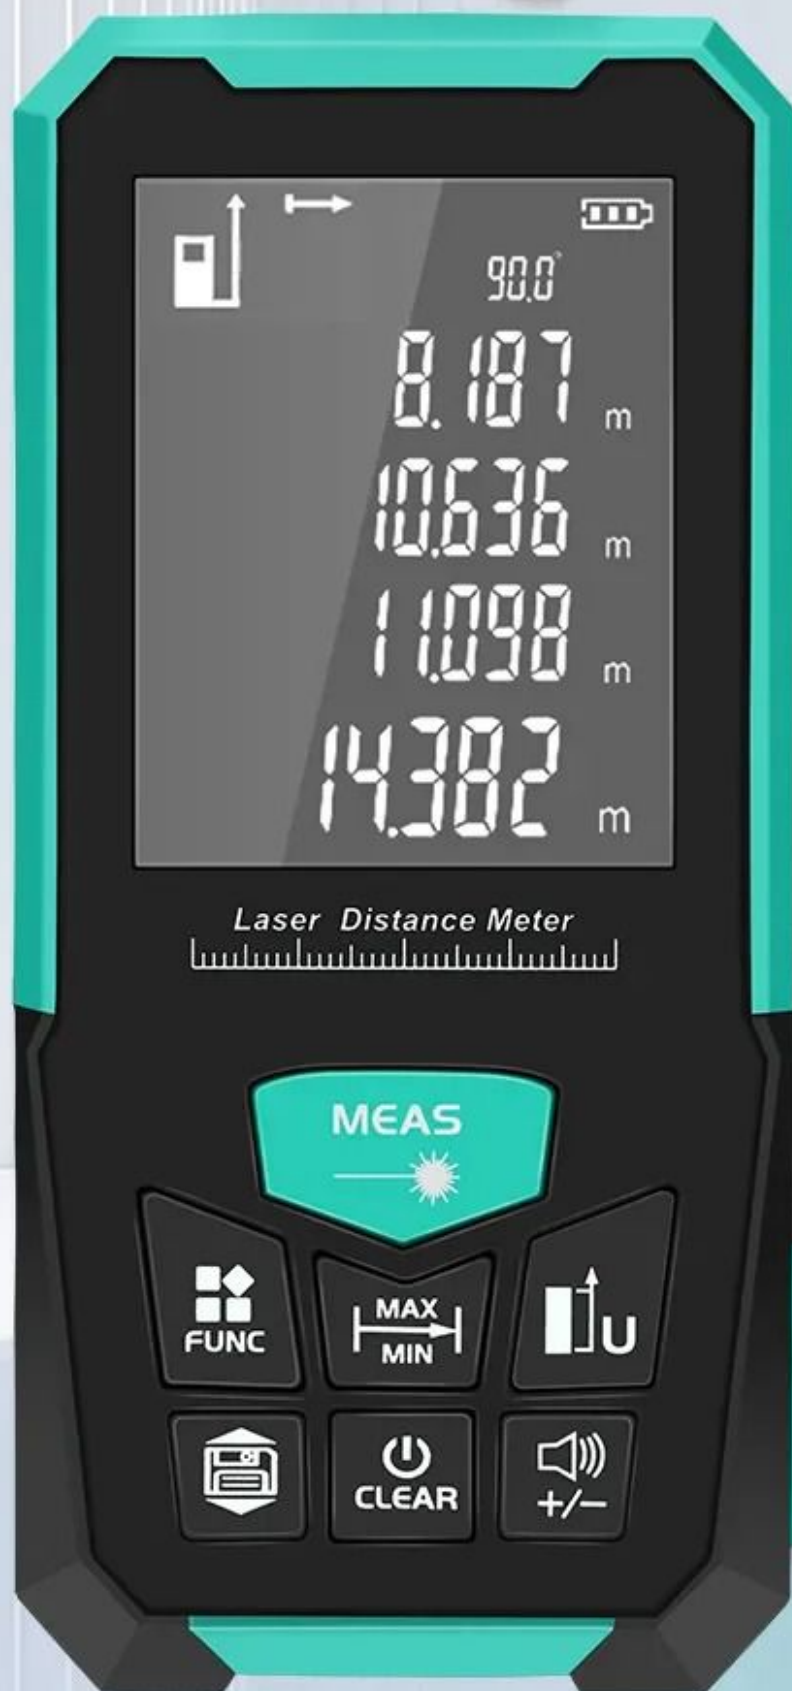 90.0°
8.187 m
10.636 m
11.098 m
14.382 m
Laser Distance Meter
MEAS
FUNC
MAX
MIN
U
CLEAR
+/−